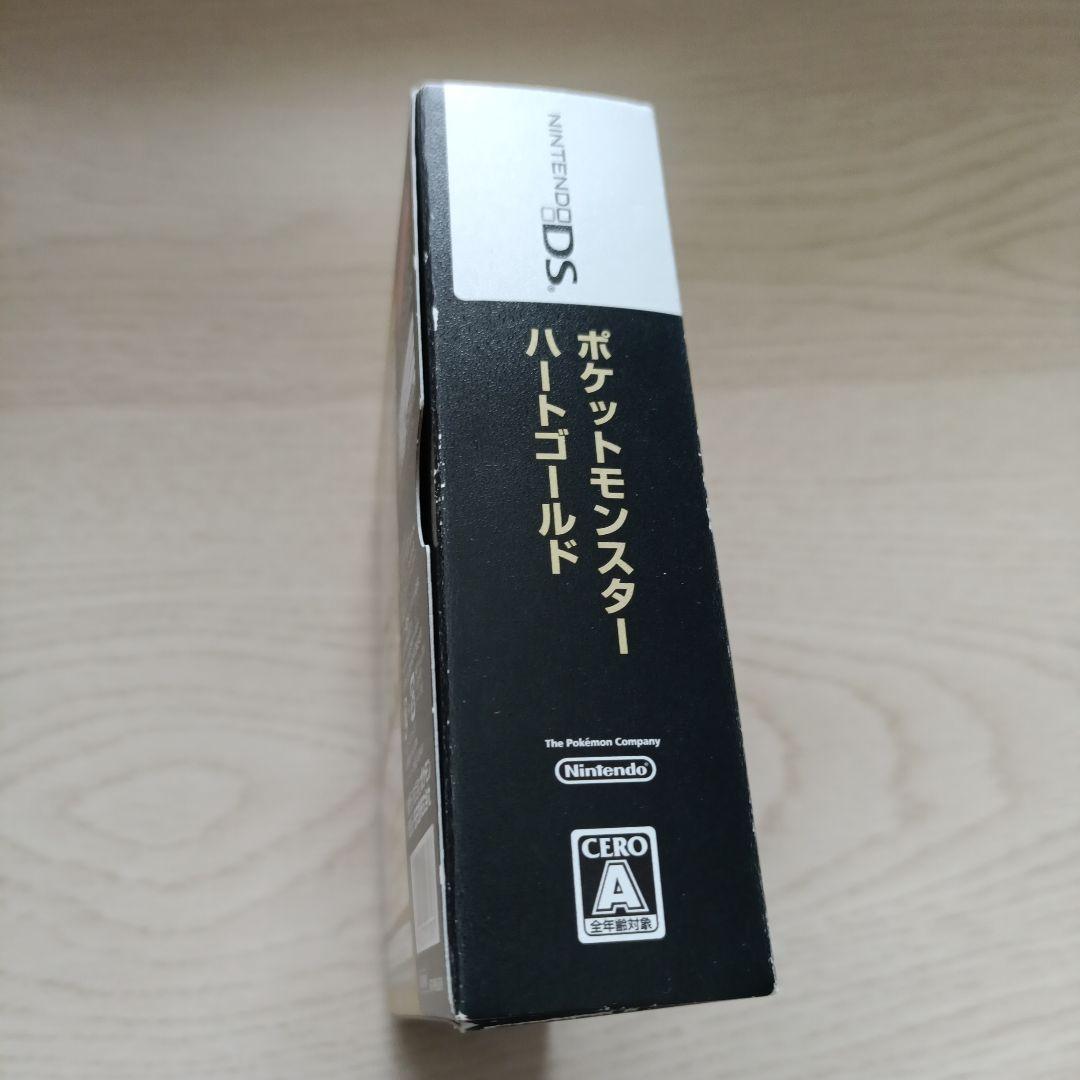 NINTENDO DS
ポケットモンスター
ハートゴールド
The Pokémon Company
Nintendo
CERO
A
全年齢対象